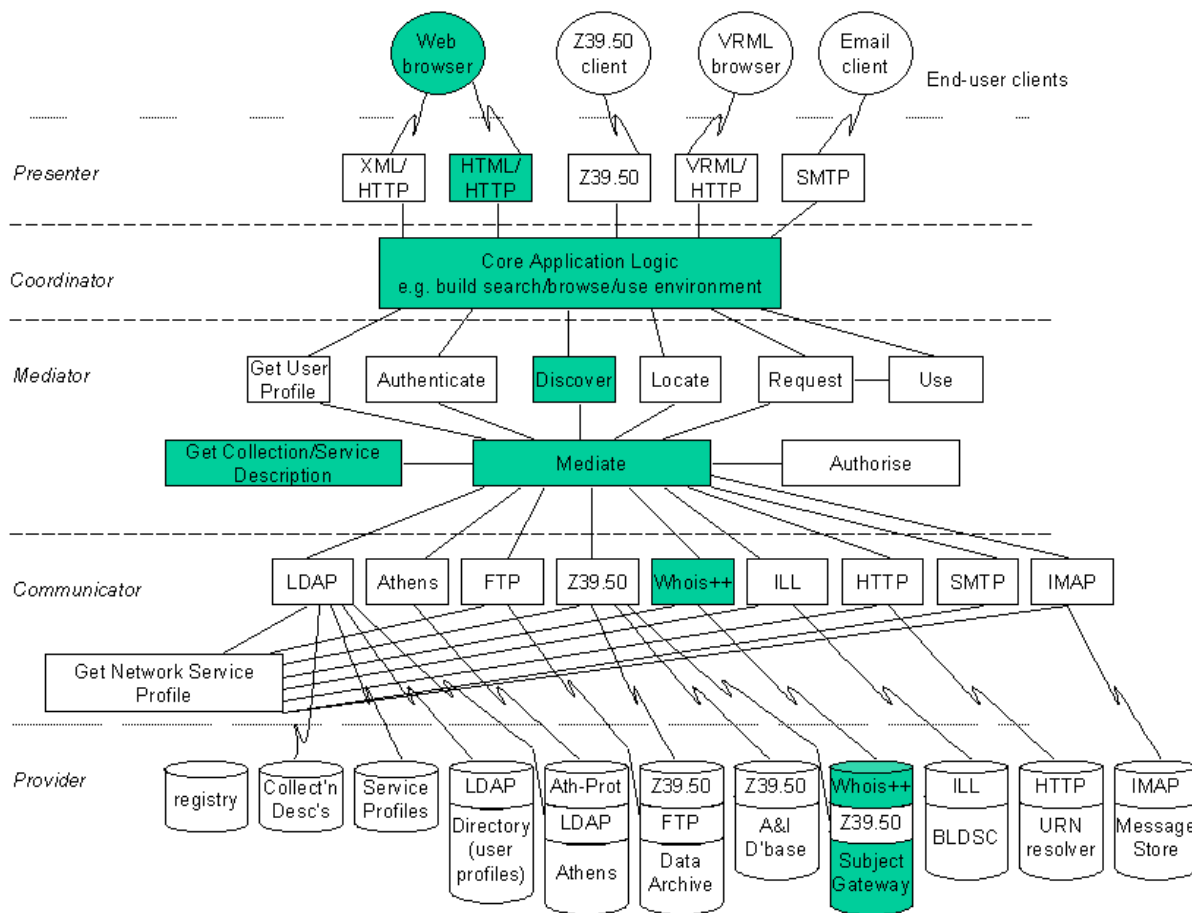 Web
browser
Z39.50
client
VRML
browser
Email
client
End-user clients
Presenter
XML/
HTTP
HTML/
HTTP
Z39.50
VRML/
HTTP
SMTP
Coordinator
Core Application Logic
e.g. build search/browse/use environment
Mediator
Get User
Profile
Authenticate
Discover
Locate
Request
Use
Get Collection/Service
Description
Mediate
Authorise
Communicator
LDAP
Athens
FTP
Z39.50
Whois++
ILL
HTTP
SMTP
IMAP
Get Network Service
Profile
Provider
registry
Collect'n
Desc's
Service
Profiles
LDAP
Directory
(user
profiles)
Ath-Prot
LDAP
Athens
Z39.50
FTP
Data
Archive
Z39.50
A&I
D'base
Whois++
Z39.50
Subject
Gateway
ILL
BLDSC
HTTP
URN
resolver
IMAP
Message
Store